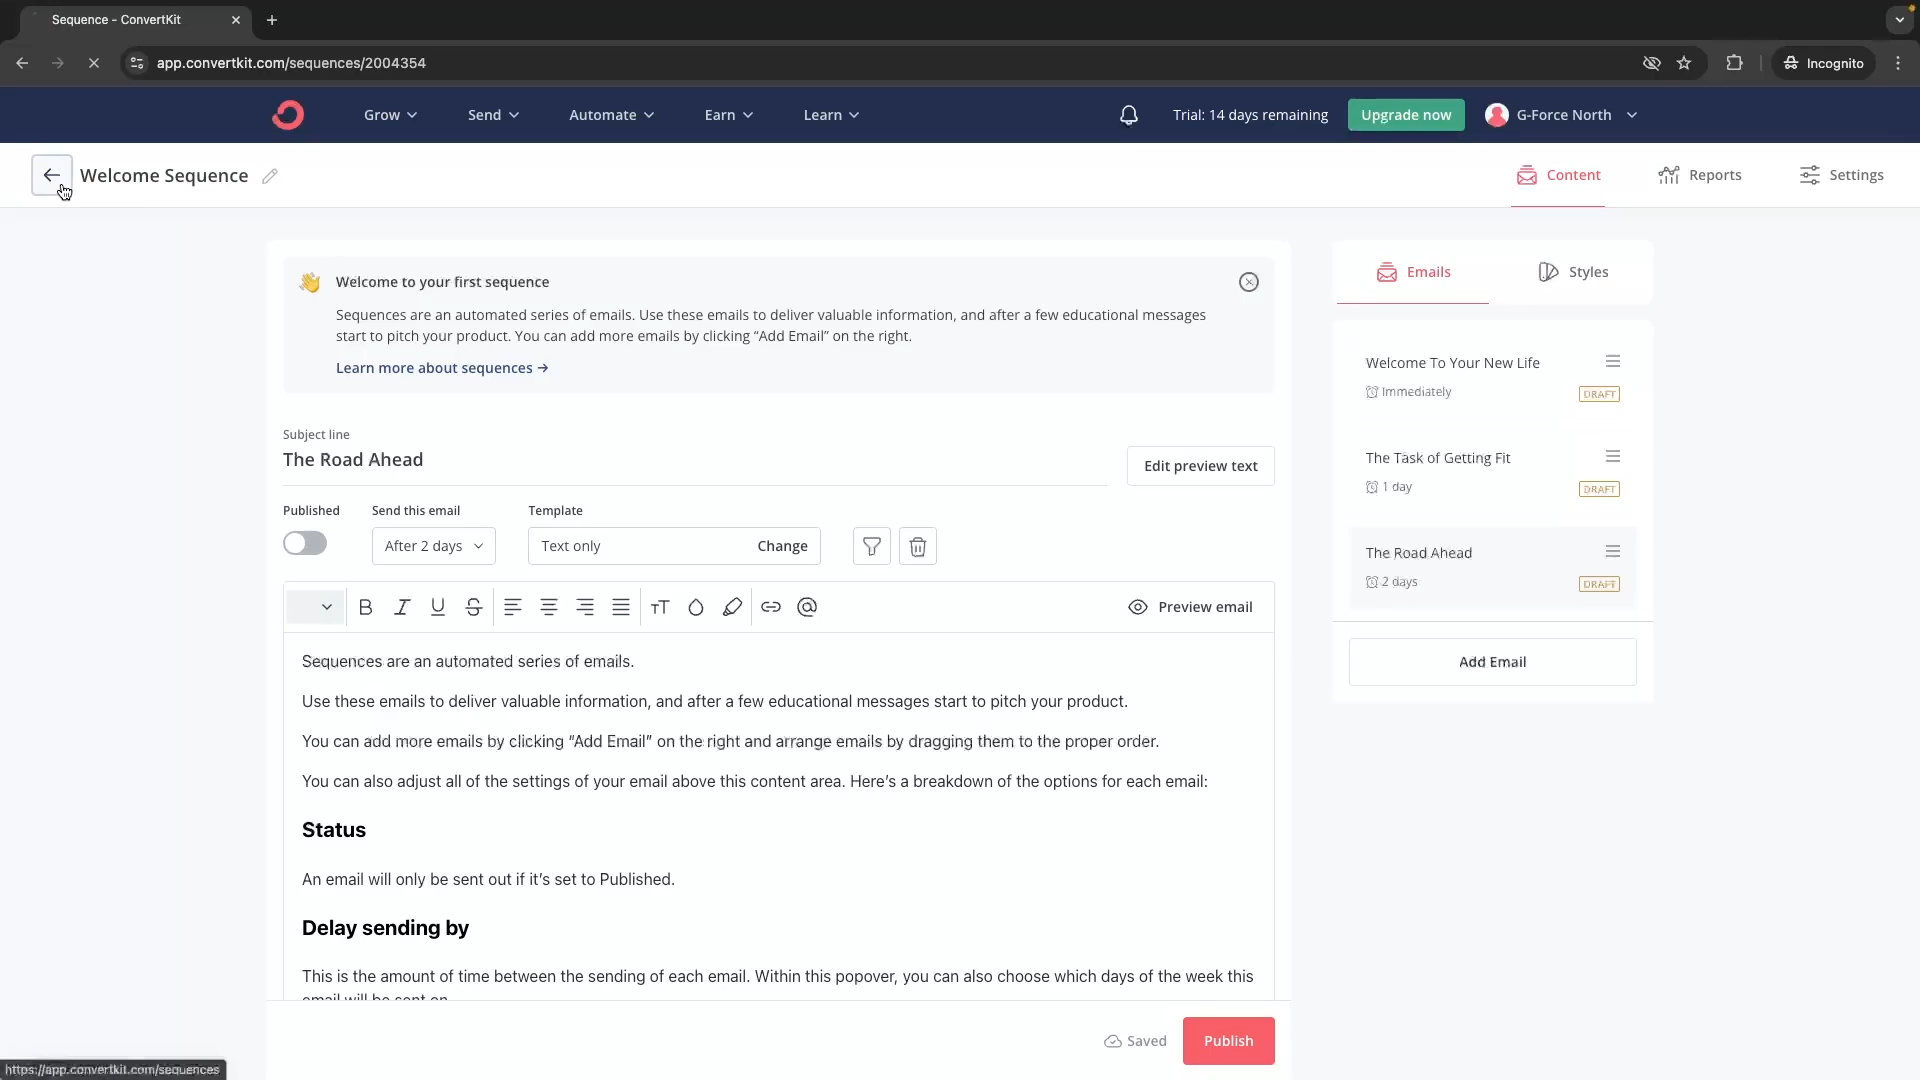 Sequence - ConvertKit
app.convertkit.com/sequences/2004354
Incognito
Grow
Send
Automate
Earn
Learn
Trial: 14 days remaining
Upgrade now
G-Force North
Welcome Sequence
Content
Reports
Settings
Welcome to your first sequence
Sequences are an automated series of emails. Use these emails to deliver valuable information, and after a few educational messages
start to pitch your product. You can add more emails by clicking “Add Email” on the right.
Learn more about sequences →
Subject line
The Road Ahead
Edit preview text
Published
Send this email
Template
After 2 days
Text only
Change
Preview email
Sequences are an automated series of emails.
Use these emails to deliver valuable information, and after a few educational messages start to pitch your product.
You can add more emails by clicking “Add Email” on the right and arrange emails by dragging them to the proper order.
You can also adjust all of the settings of your email above this content area. Here’s a breakdown of the options for each email:
Status
An email will only be sent out if it’s set to Published.
Delay sending by
This is the amount of time between the sending of each email. Within this popover, you can also choose which days of the week this
email will be sent on
Saved
Publish
Emails
Styles
Welcome To Your New Life
Immediately
DRAFT
The Task of Getting Fit
1 day
DRAFT
The Road Ahead
2 days
DRAFT
Add Email
https://app.convertkit.com/sequences